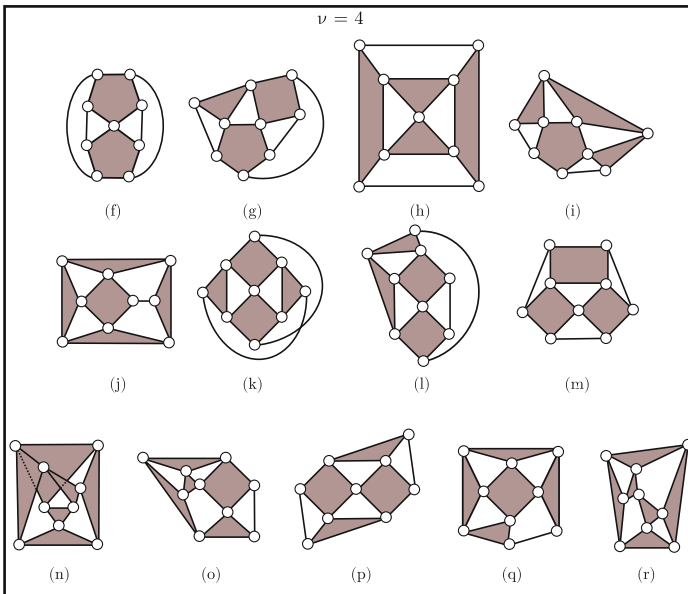 ν = 4
(f) (g) (h) (i)
(j) (k) (l) (m)
(n) (o) (p) (q) (r)